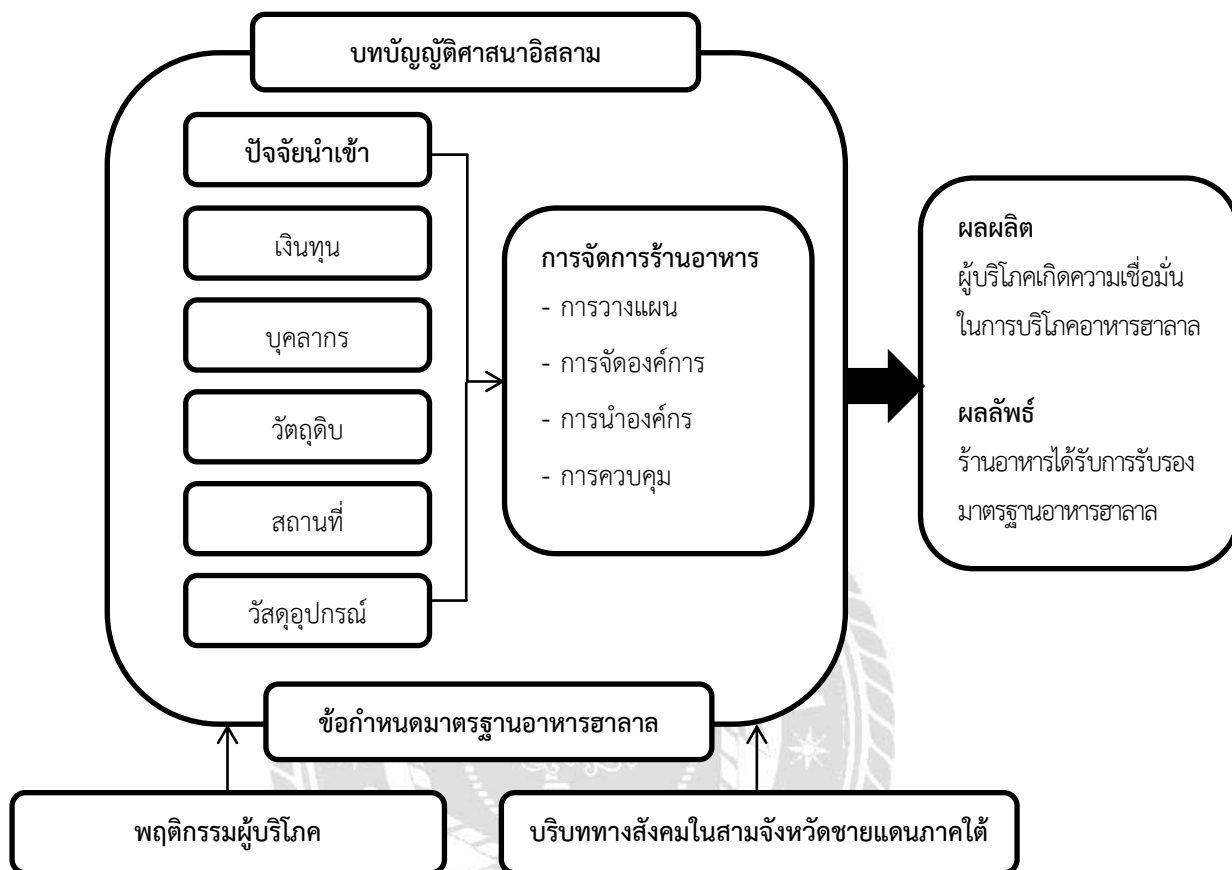 บทบัญญัติศาสนาอิสลาม
ปัจจัยนำเข้า
เงินทุน
บุคลากร
วัตถุดิบ
สถานที่
วัสดุอุปกรณ์
การจัดการร้านอาหาร
- การวางแผน
- การจัดองค์การ
- การนำองค์กร
- การควบคุม
ผลผลิต
ผู้บริโภคเกิดความเชื่อมั่น
ในการบริโภคอาหารฮาลาล
ผลลัพธ์
ร้านอาหารได้รับการรับรอง
มาตรฐานอาหารฮาลาล
ข้อกำหนดมาตรฐานอาหารฮาลาล
พฤติกรรมผู้บริโภค
บริบททางสังคมในสามจังหวัดชายแดนภาคใต้